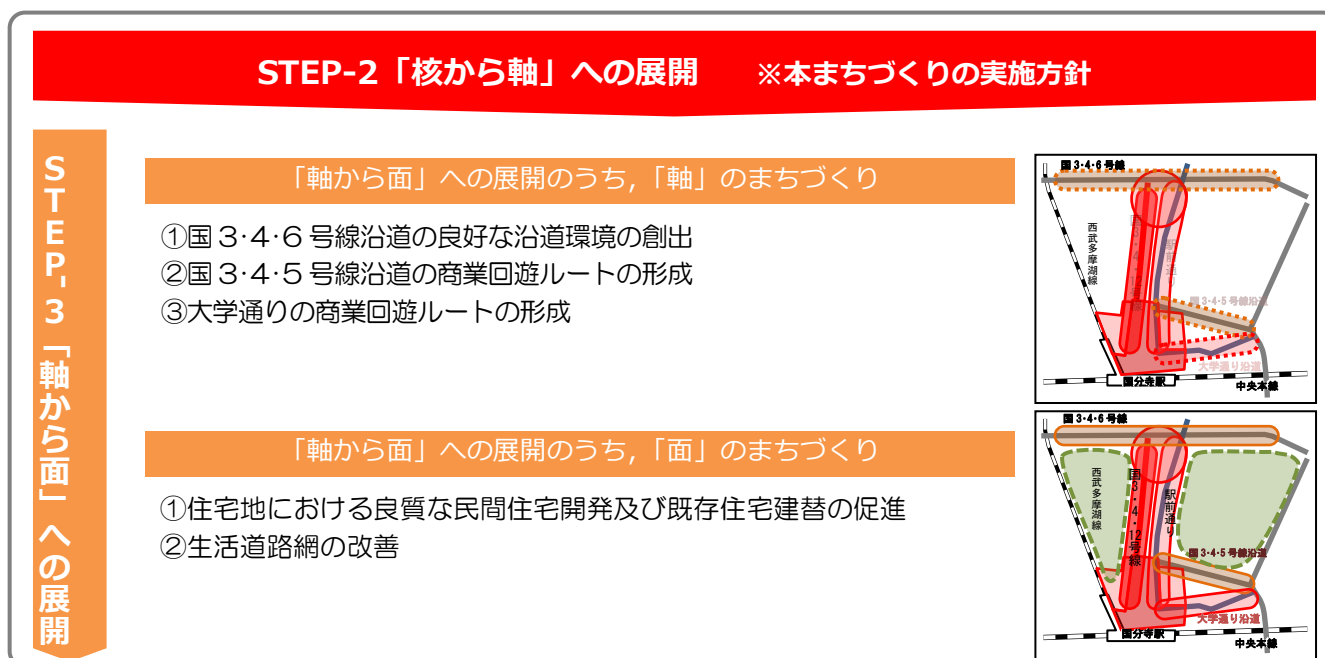 STEP-2「核から軸」への展開　　※本まちづくりの実施方針
STEP-3「軸から面」への展開
「軸から面」への展開のうち,「軸」のまちづくり
①国3・4・6号線沿道の良好な沿道環境の創出
②国3・4・5号線沿道の商業回遊ルートの形成
③大学通りの商業回遊ルートの形成
国3・4・6号線
西武多摩湖線
国3・4・12号線
駅前通り
国3・4・5号線沿道
大学通り沿道
国分寺駅
中央本線
「軸から面」への展開のうち,「面」のまちづくり
①住宅地における良質な民間住宅開発及び既存住宅建替の促進
②生活道路網の改善
国3・4・6号線
西武多摩湖線
国3・4・12号線
駅前通り
国3・4・5号線沿道
大学通り沿道
国分寺駅
中央本線